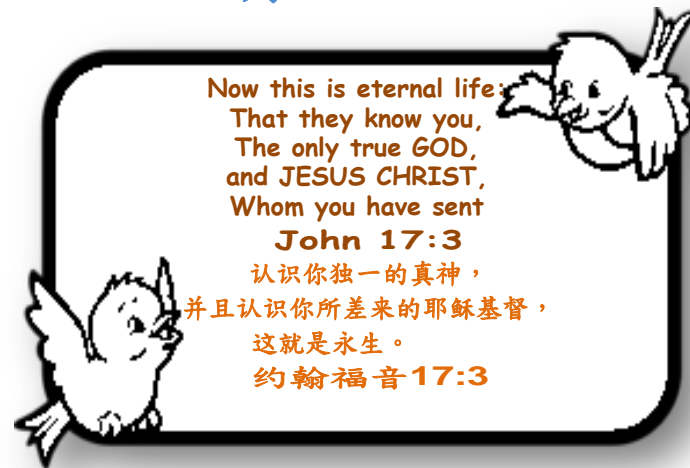 Now this is eternal life:
That they know you,
The only true GOD,
and JESUS CHRIST,
Whom you have sent
John 17:3
认识你独一的真神，
并且认识你所差来的耶稣基督，
这就是永生。
约翰福音17:3